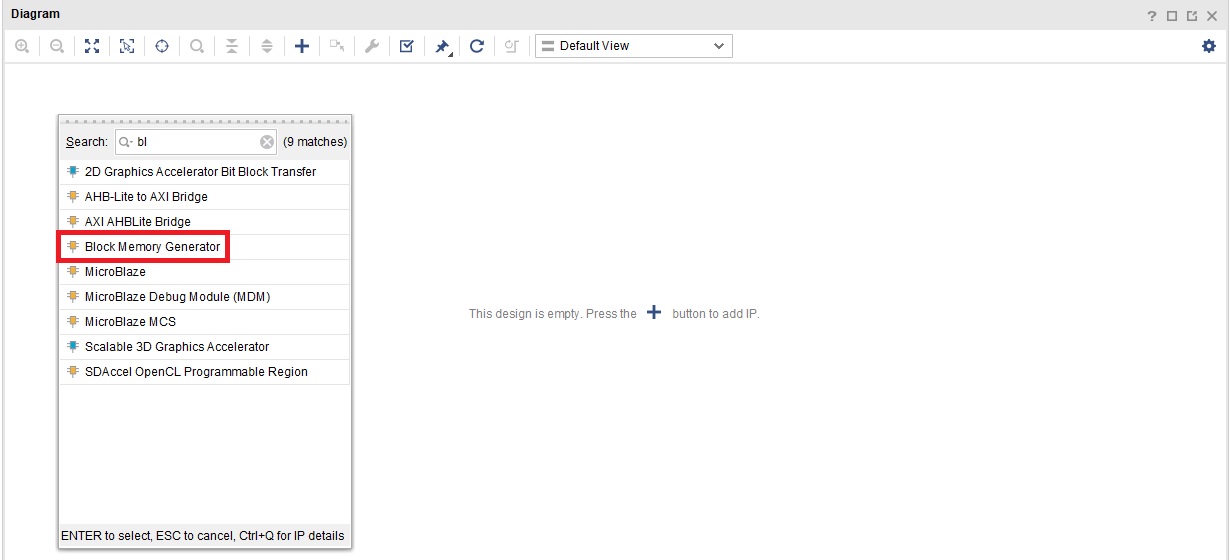 Diagram
Default View
Search: bl (9 matches)
2D Graphics Accelerator Bit Block Transfer
AHB-Lite to AXI Bridge
AXI AHBLite Bridge
Block Memory Generator
MicroBlaze
MicroBlaze Debug Module (MDM)
MicroBlaze MCS
Scalable 3D Graphics Accelerator
SDAccel OpenCL Programmable Region
This design is empty. Press the + button to add IP.
ENTER to select, ESC to cancel, Ctrl+Q for IP details